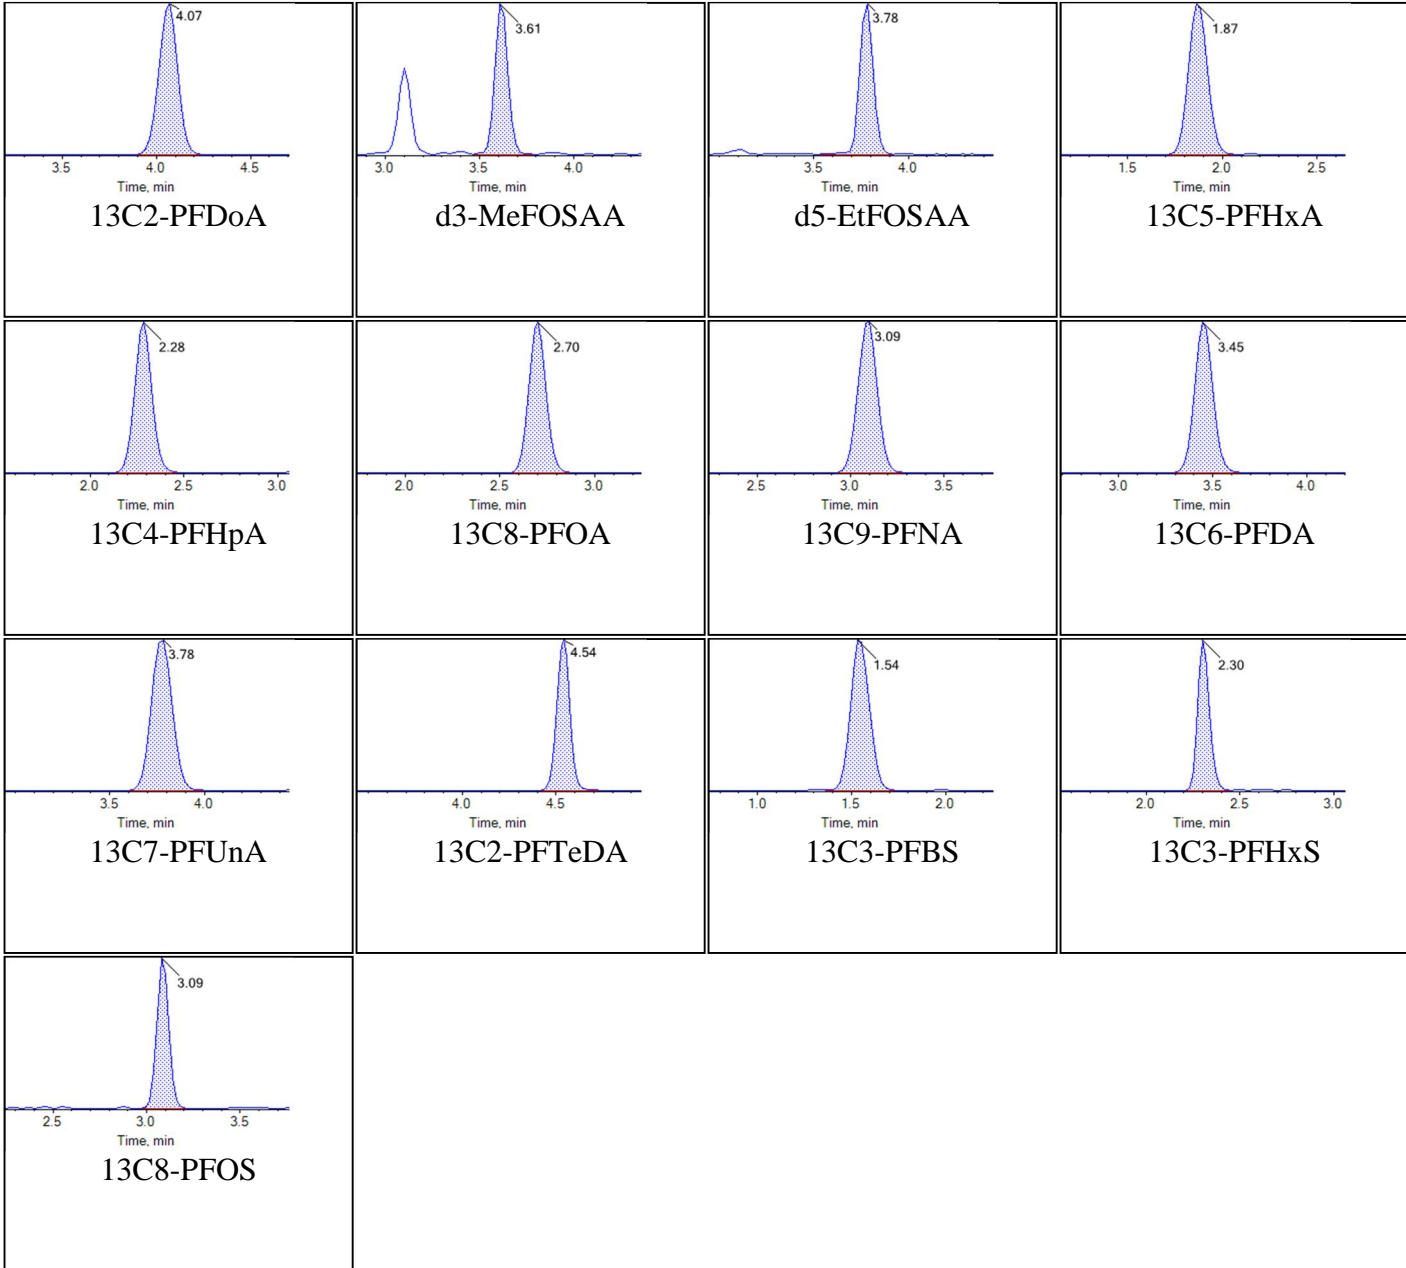 4.07
3.5 4.0 4.5
Time, min
13C2-PFDoA
3.61
3.0 3.5 4.0
Time, min
d3-MeFOSAA
3.78
3.5 4.0
Time, min
d5-EtFOSAA
1.87
1.5 2.0 2.5
Time, min
13C5-PFHxA
2.28
2.0 2.5 3.0
Time, min
13C4-PFHpA
2.70
2.0 2.5 3.0
Time, min
13C8-PFOA
3.09
2.5 3.0 3.5
Time, min
13C9-PFNA
3.45
3.0 3.5 4.0
Time, min
13C6-PFDA
3.78
3.5 4.0
Time, min
13C7-PFUnA
4.54
4.0 4.5
Time, min
13C2-PFTeDA
1.54
1.0 1.5 2.0
Time, min
13C3-PFBS
2.30
2.0 2.5 3.0
Time, min
13C3-PFHxS
3.09
2.5 3.0 3.5
Time, min
13C8-PFOS